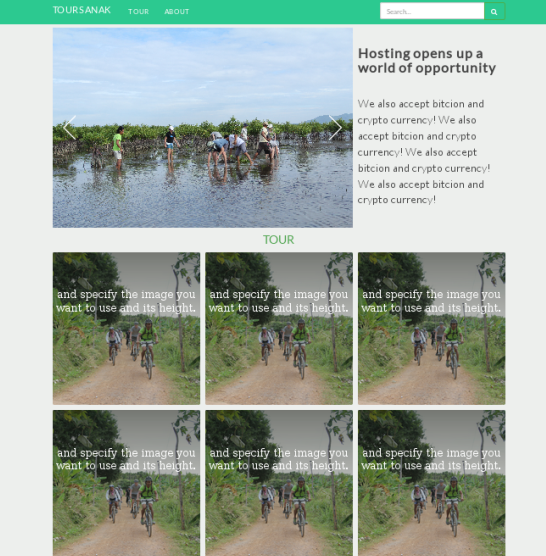 TOURSANAK TOUR ABOUT Search...
Hosting opens up a
world of opportunity
We also accept bitcion and
crypto currency! We also
accept bitcion and crypto
currency! We also accept
bitcion and crypto currency!
We also accept bitcion and
crypto currency!
TOUR
and specify the image you
want to use and its height.
and specify the image you
want to use and its height.
and specify the image you
want to use and its height.
and specify the image you
want to use and its height.
and specify the image you
want to use and its height.
and specify the image you
want to use and its height.